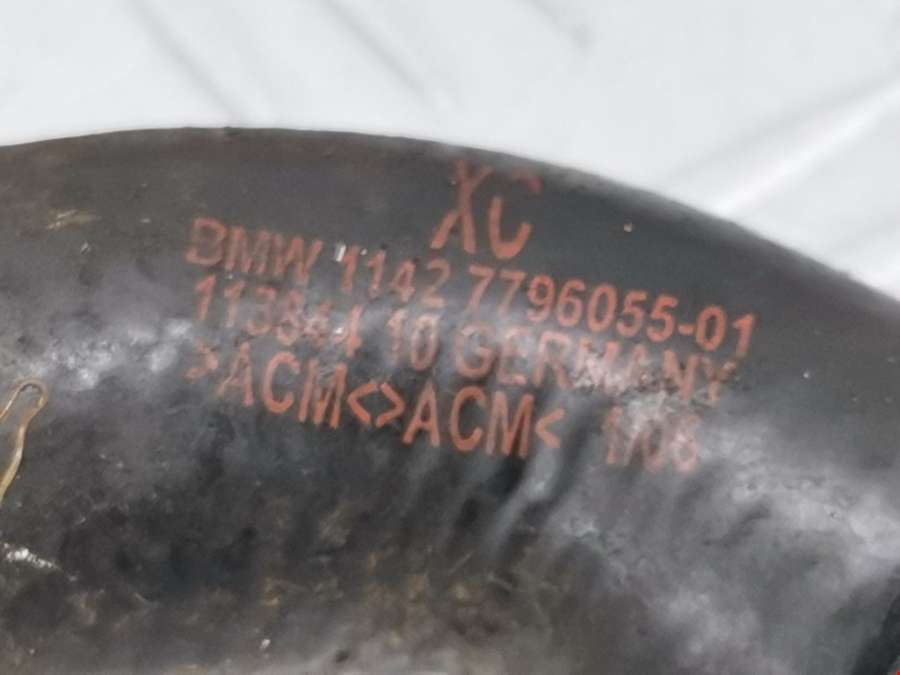 XC
BMW 1142 7796055-01
113844 10 GERMANY
>ACM<>ACM< 1/08